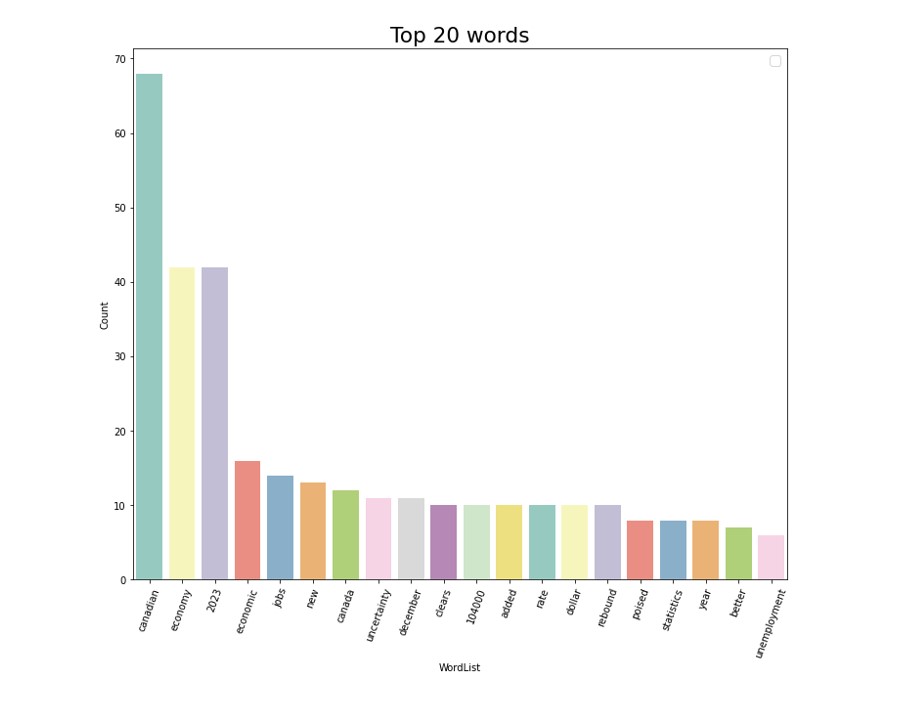 Top 20 words
70
60
50
40
30
20
10
0
Count
canadian
economy
2023
economic
jobs
new
canada
uncertainty
december
clears
104000
added
rate
dollar
rebound
poised
statistics
year
better
unemployment
WordList